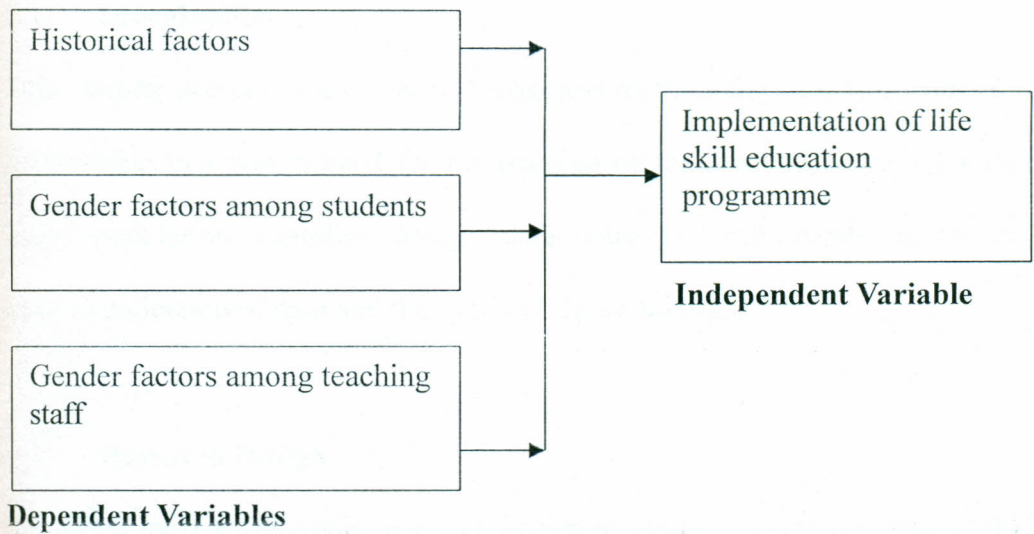 Historical factors
Gender factors among students
Gender factors among teaching
staff
Dependent Variables
Implementation of life
skill education
programme
Independent Variable